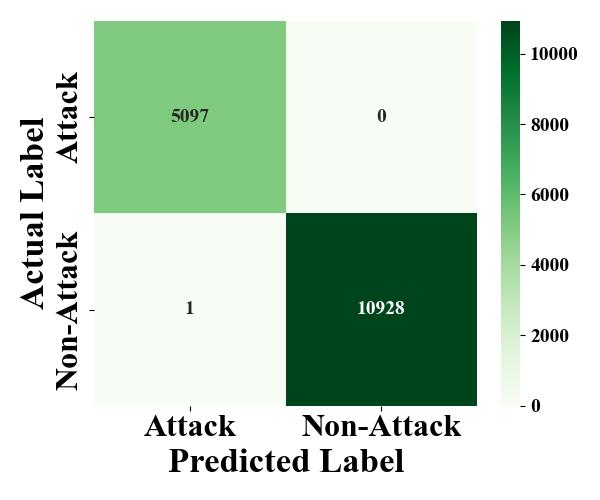 Actual Label
Attack
Non-Attack
5097
0
1
10928
Attack
Non-Attack
Predicted Label
10000
8000
6000
4000
2000
0